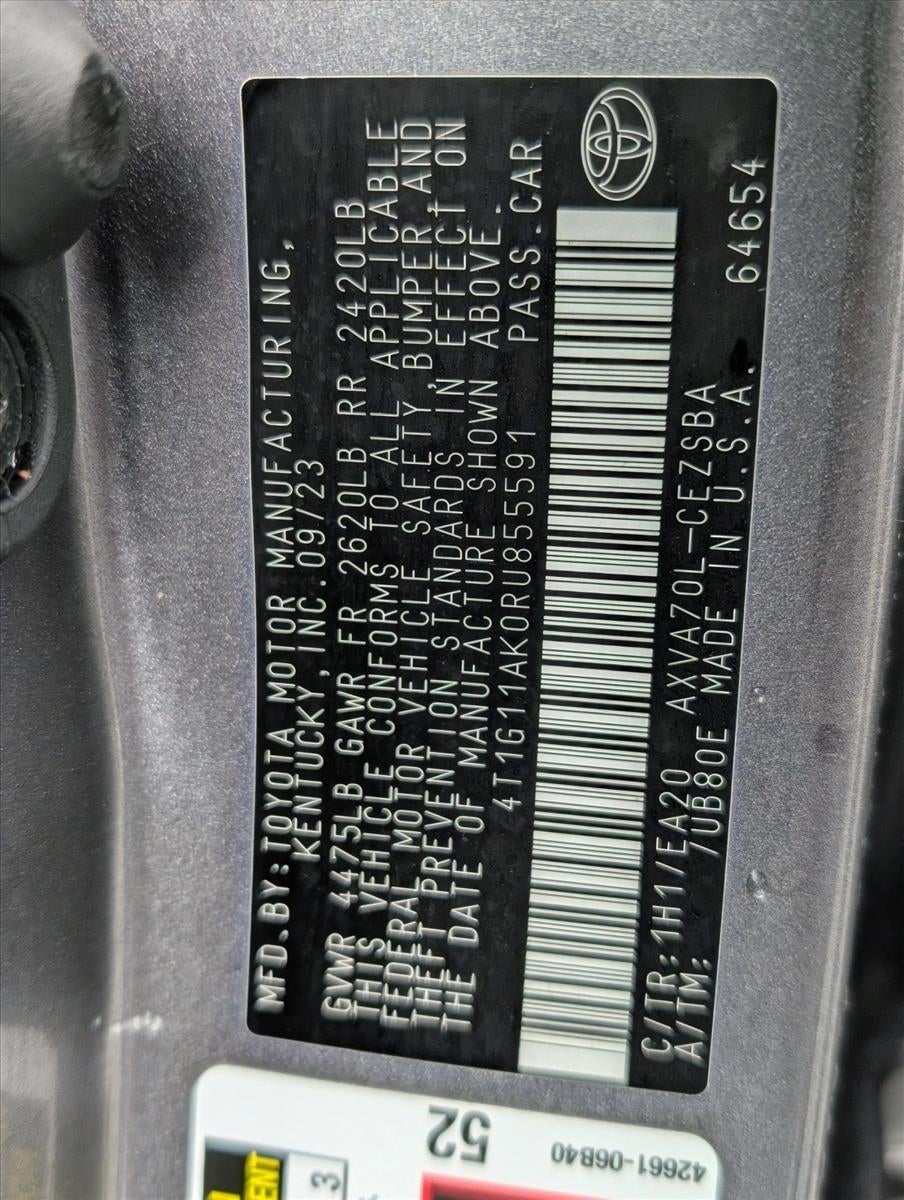 MFD.BY:TOYOTA MOTOR MANUFACTURING,
KENTUCKY, INC.09/23
GVWR 4475LB GAWR FR 2620LB RR 2420LB
THIS VEHICLE CONFORMS TO ALL APPLICABLE
FEDERAL MOTOR VEHICLE SAFETY,BUMPER,AND
THEFT PREVENTION STANDARDS IN EFFECT ON
THE DATE OF MANUFACTURE SHOWN ABOVE.
4T1G11AK0RU855591 PASS.CAR
C/TR:1H1/EA20 AXVA70L-CEZSBA
A/TM: /UB80E MADE IN U.S.A. 64654
52
42661-06B40
3